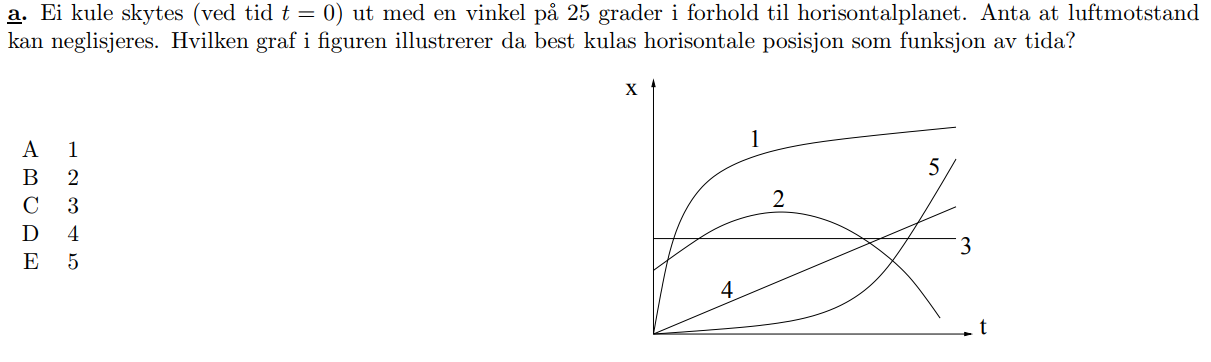 a. Ei kule skytes (ved tid t = 0) ut med en vinkel på 25 grader i forhold til horisontalplanet. Anta at luftmotstand
kan neglisjeres. Hvilken graf i figuren illustrerer da best kulas horisontale posisjon som funksjon av tida?
A 1
B 2
C 3
D 4
E 5
x
1
5
2
3
4
t